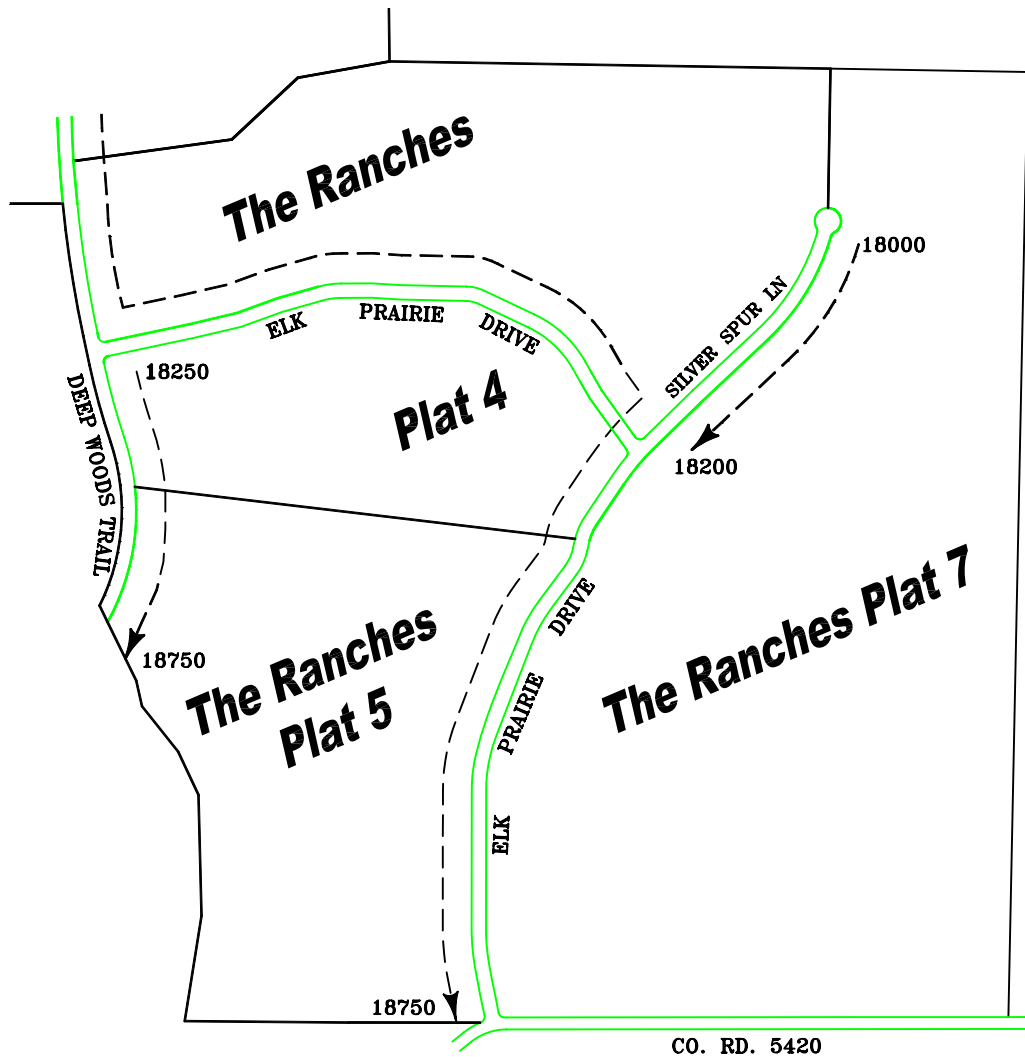 The Ranches
18000
SILVER SPUR LN
ELK PRAIRIE DRIVE
18250
DEEP WOODS TRAIL
Plat 4
18200
The Ranches Plat 7
DRIVE
The Ranches
Plat 5
18750
PRAIRIE
ELK
18750
CO. RD. 5420